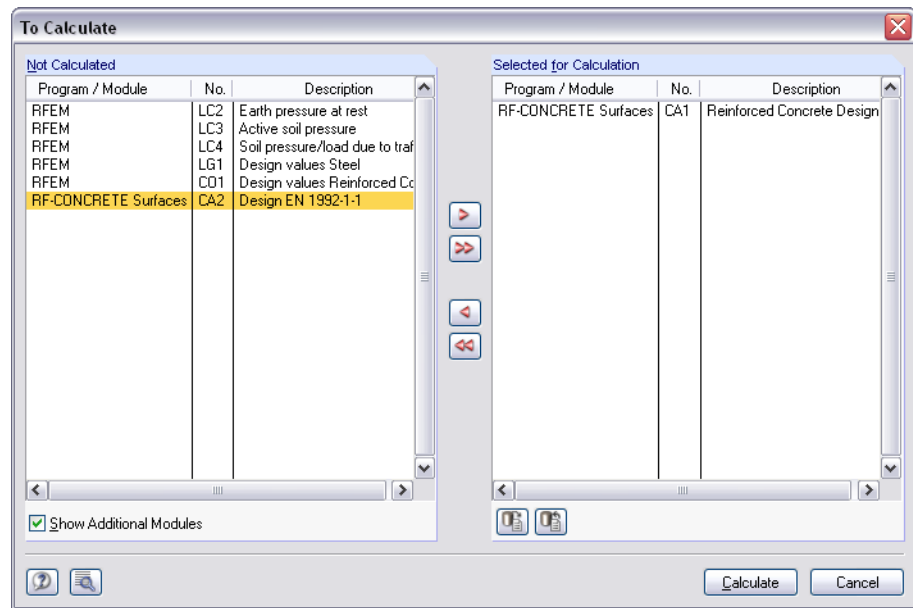 To Calculate
Not Calculated
Program / Module No. Description
RFEM LC2 Earth pressure at rest
RFEM LC3 Active soil pressure
RFEM LC4 Soil pressure/load due to traf
RFEM LG1 Design values Steel
RFEM CO1 Design values Reinforced Co
RF-CONCRETE Surfaces CA2 Design EN 1992-1-1
Show Additional Modules
>
>>
<
<<
Selected for Calculation
Program / Module No. Description
RF-CONCRETE Surfaces CA1 Reinforced Concrete Design
Calculate Cancel